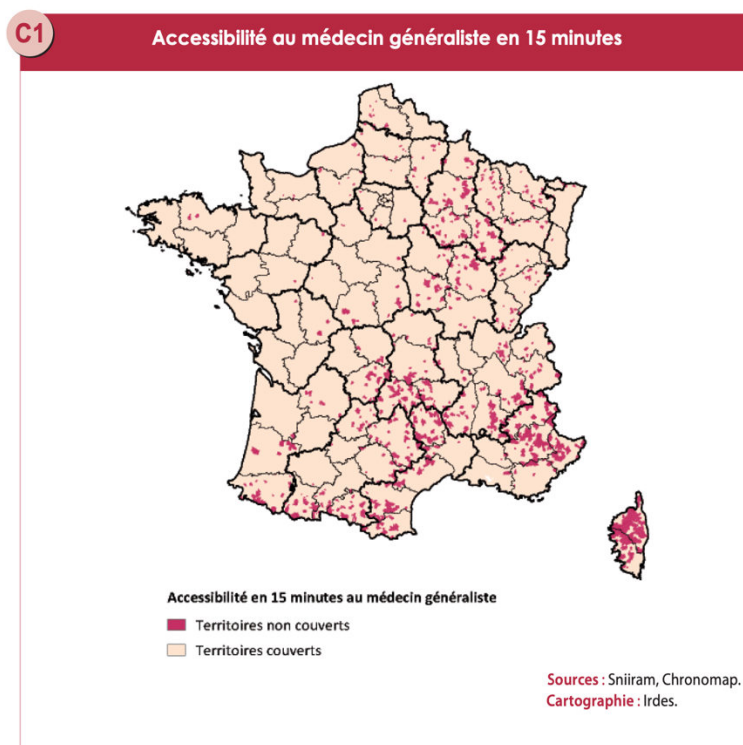 C1
Accessibilité au médecin généraliste en 15 minutes
Accessibilité en 15 minutes au médecin généraliste
Territoires non couverts
Territoires couverts
Sources : Sniiram, Chronomap.
Cartographie : Irdes.